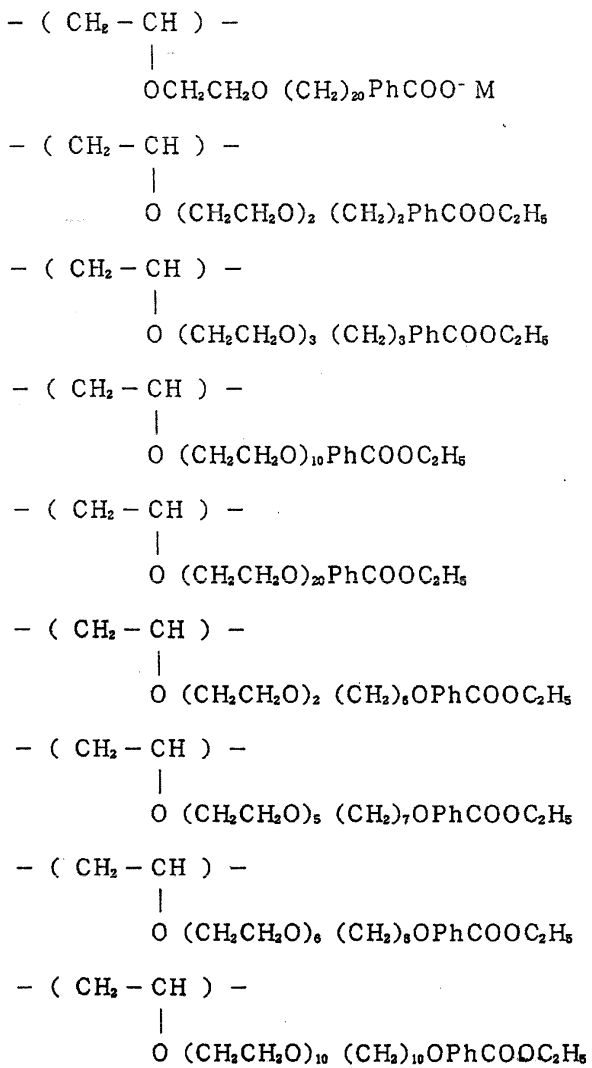 − ( CH₂ − CH ) −
|
OCH₂CH₂O (CH₂)₂₀PhCOO⁻ M
− ( CH₂ − CH ) −
|
O (CH₂CH₂O)₂ (CH₂)₂PhCOOC₂H₅
− ( CH₂ − CH ) −
|
O (CH₂CH₂O)₃ (CH₂)₃PhCOOC₂H₅
− ( CH₂ − CH ) −
|
O (CH₂CH₂O)₁₀PhCOOC₂H₅
− ( CH₂ − CH ) −
|
O (CH₂CH₂O)₂₀PhCOOC₂H₅
− ( CH₂ − CH ) −
|
O (CH₂CH₂O)₂ (CH₂)₆OPhCOOC₂H₅
− ( CH₂ − CH ) −
|
O (CH₂CH₂O)₅ (CH₂)₇OPhCOOC₂H₅
− ( CH₂ − CH ) −
|
O (CH₂CH₂O)₆ (CH₂)₈OPhCOOC₂H₅
− ( CH₂ − CH ) −
|
O (CH₂CH₂O)₁₀ (CH₂)₁₀OPhCOOC₂H₅